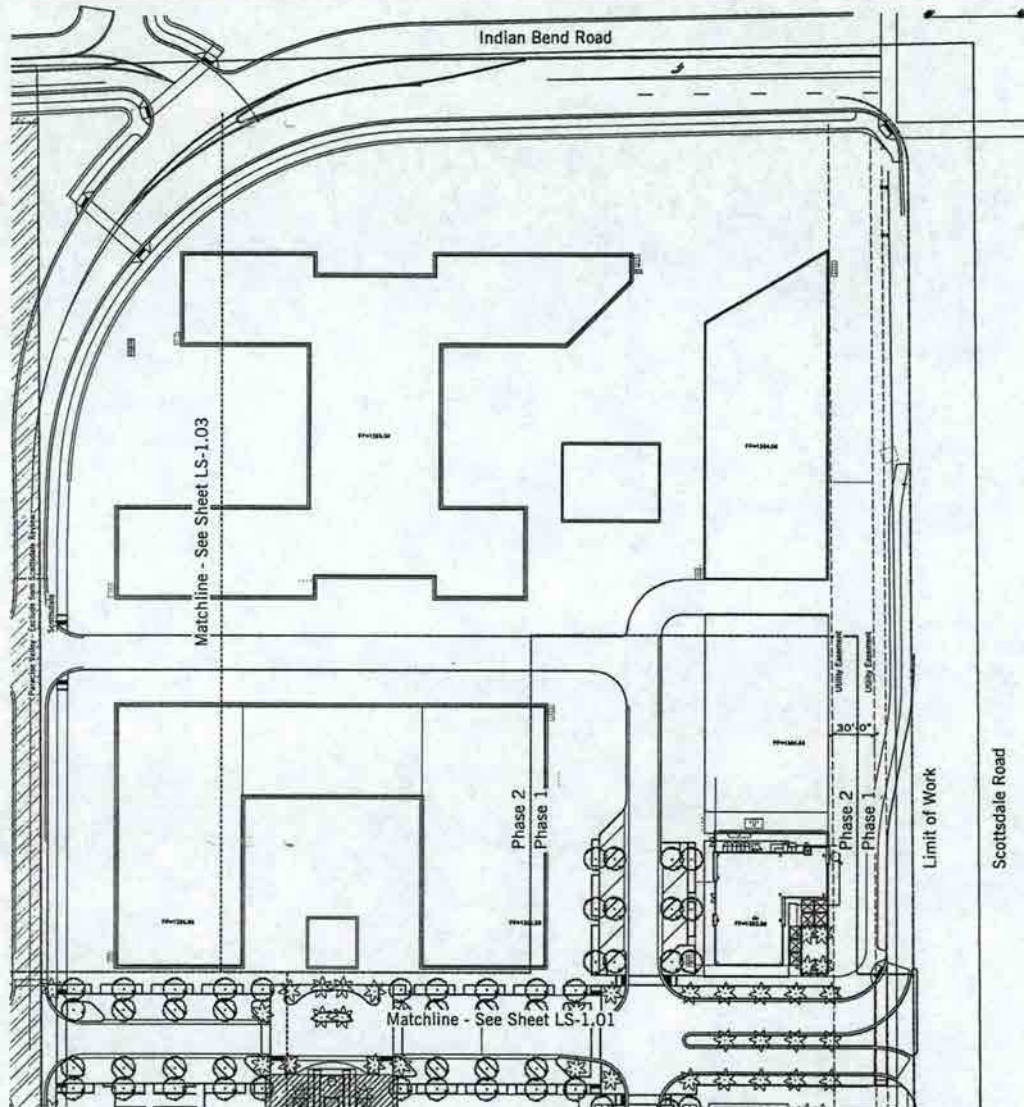 Indian Bend Road
Matchline - See Sheet LS-1.03
Utility Easement
Utility Easement
30'-0"
Phase 2
Phase 1
Phase 2
Phase 1
Limit of Work
Scottsdale Road
Scottsdale
Matchline - See Sheet LS-1.01